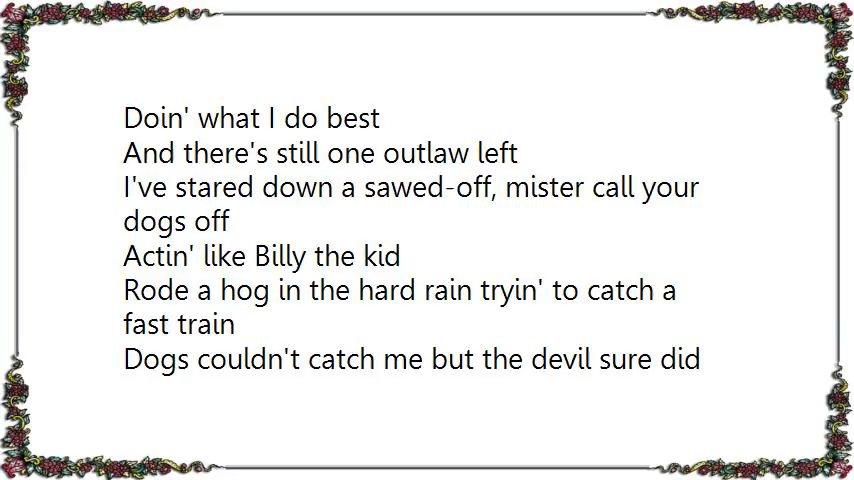 Doin' what I do best
And there's still one outlaw left
I've stared down a sawed-off, mister call your
dogs off
Actin' like Billy the kid
Rode a hog in the hard rain tryin' to catch a
fast train
Dogs couldn't catch me but the devil sure did